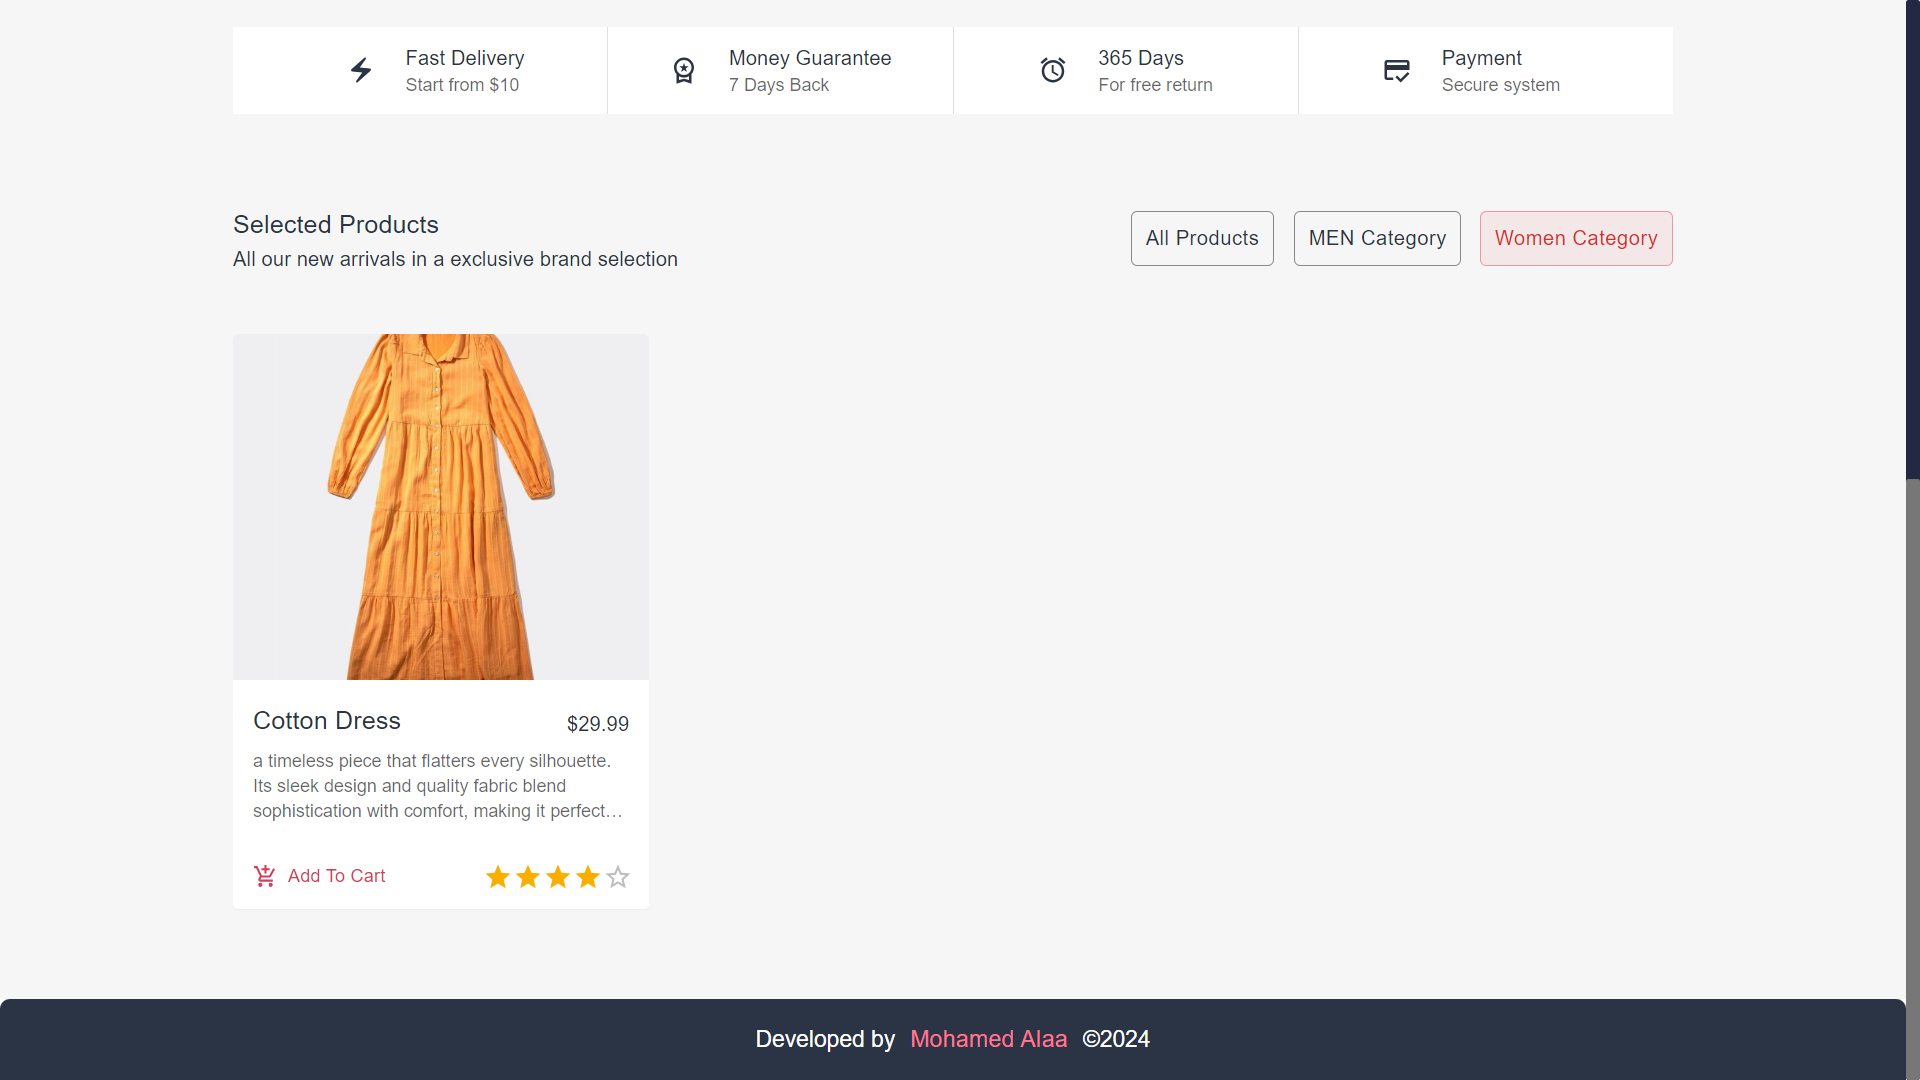 Fast Delivery
Start from $10
Money Guarantee
7 Days Back
365 Days
For free return
Payment
Secure system
Selected Products
All our new arrivals in a exclusive brand selection
All Products
MEN Category
Women Category
Cotton Dress
$29.99
a timeless piece that flatters every silhouette.
Its sleek design and quality fabric blend
sophistication with comfort, making it perfect…
Add To Cart
Developed by Mohamed Alaa ©2024